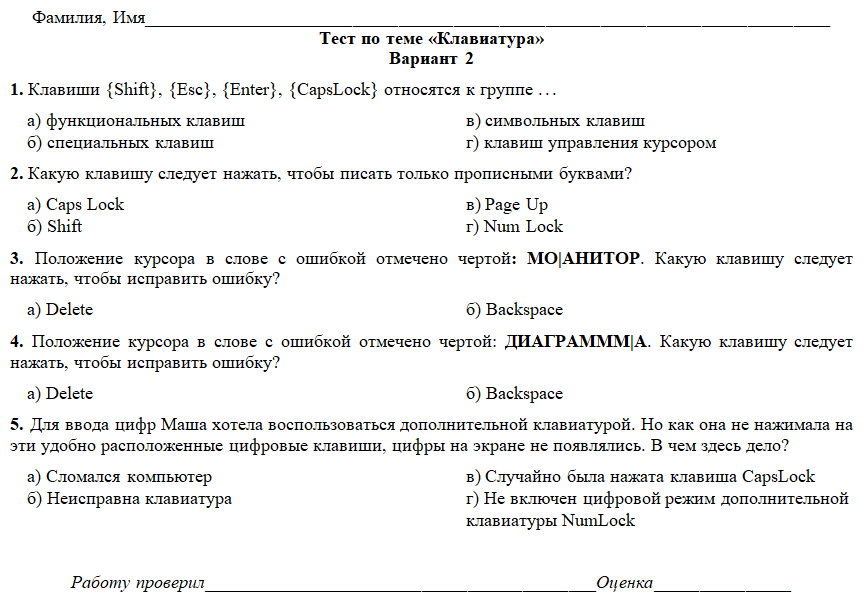 Фамилия, Имя
Тест по теме «Клавиатура»
Вариант 2
1. Клавиши {Shift}, {Esc}, {Enter}, {CapsLock} относятся к группе …
а) функциональных клавиш
б) специальных клавиш
в) символьных клавиш
г) клавиш управления курсором
2. Какую клавишу следует нажать, чтобы писать только прописными буквами?
а) Caps Lock
б) Shift
в) Page Up
г) Num Lock
3. Положение курсора в слове с ошибкой отмечено чертой: МО|АНИТОР. Какую клавишу следует
нажать, чтобы исправить ошибку?
а) Delete
б) Backspace
4. Положение курсора в слове с ошибкой отмечено чертой: ДИАГРАМММ|А. Какую клавишу следует
нажать, чтобы исправить ошибку?
а) Delete
б) Backspace
5. Для ввода цифр Маша хотела воспользоваться дополнительной клавиатурой. Но как она не нажимала на
эти удобно расположенные цифровые клавиши, цифры на экране не появлялись. В чем здесь дело?
а) Сломался компьютер
б) Неисправна клавиатура
в) Случайно была нажата клавиша CapsLock
г) Не включен цифровой режим дополнительной
клавиатуры NumLock
Работу проверил Оценка